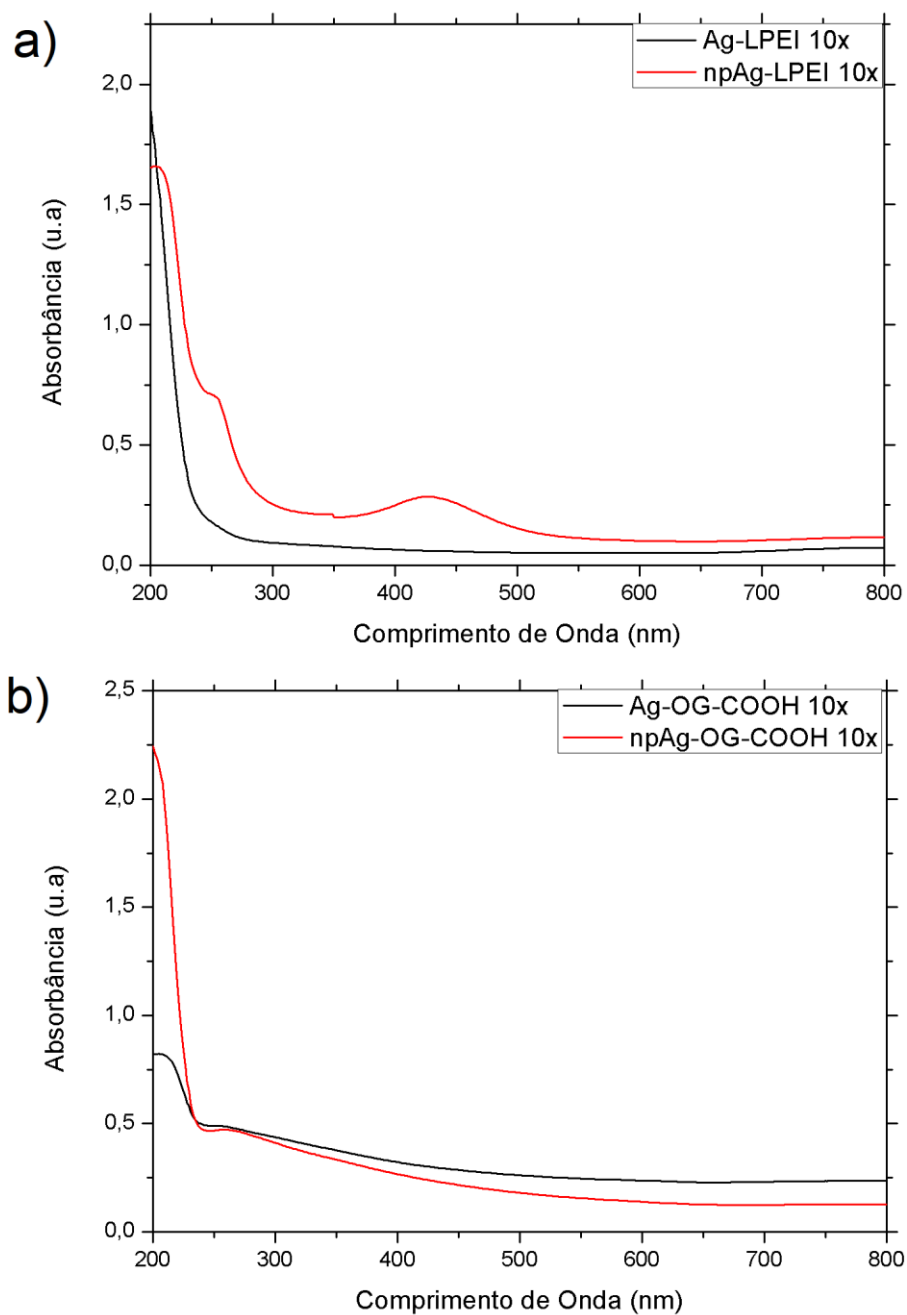 a)
Ag-LPEI 10x
npAg-LPEI 10x
2,0
1,5
1,0
0,5
0,0
Absorbância (u.a)
200 300 400 500 600 700 800
Comprimento de Onda (nm)
b)
Ag-OG-COOH 10x
npAg-OG-COOH 10x
2,5
2,0
1,5
1,0
0,5
0,0
Absorbância (u.a)
200 300 400 500 600 700 800
Comprimento de Onda (nm)